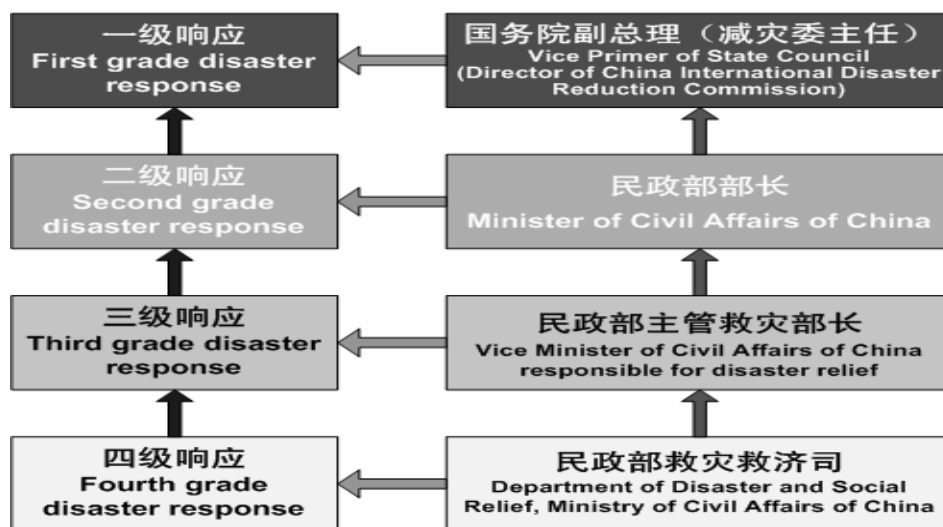 一级响应
First grade disaster
response
国务院副总理（减灾委主任）
Vice Primer of State Council
(Director of China International Disaster
Reduction Commission)
二级响应
Second grade
disaster response
民政部部长
Minister of Civil Affairs of China
三级响应
Third grade disaster
response
民政部主管救灾部长
Vice Minister of Civil Affairs of China
responsible for disaster relief
四级响应
Fourth grade
disaster response
民政部救灾救济司
Department of Disaster and Social
Relief, Ministry of Civil Affairs of China